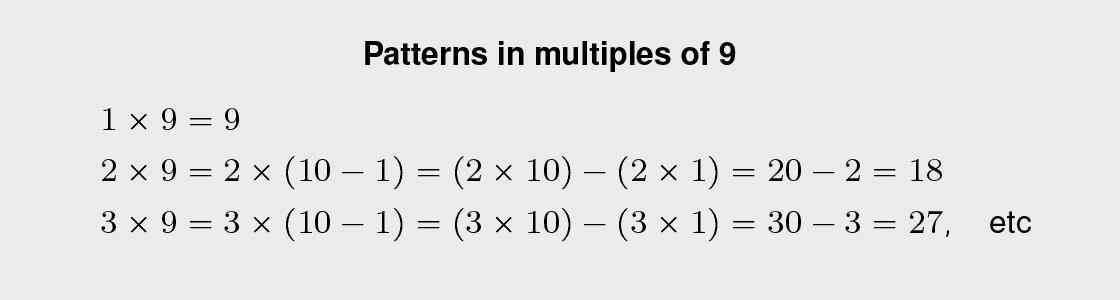 Patterns in multiples of 9
1 × 9 = 9
2 × 9 = 2 × (10 − 1) = (2 × 10) − (2 × 1) = 20 − 2 = 18
3 × 9 = 3 × (10 − 1) = (3 × 10) − (3 × 1) = 30 − 3 = 27, etc